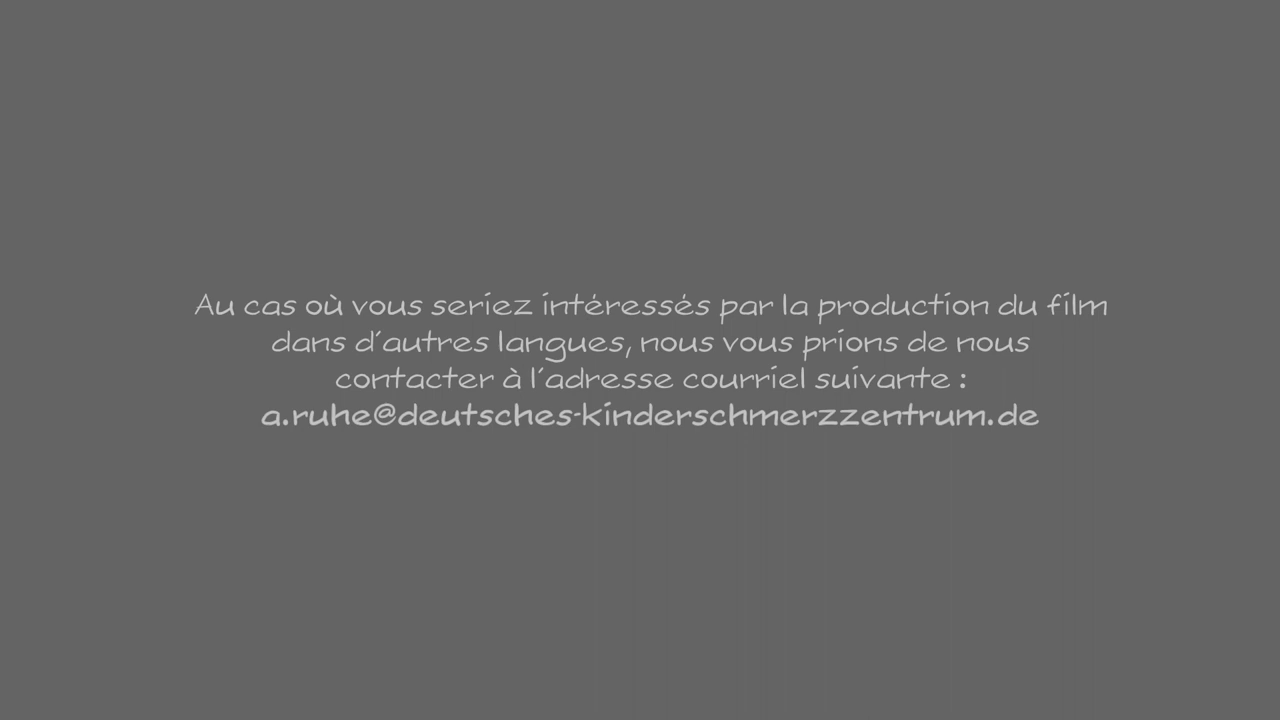 Au cas où vous seriez intéressés par la production du film
dans d'autres langues, nous vous prions de nous
contacter à l'adresse courriel suivante :
a.ruhe@deutsches-kinderschmerzzentrum.de